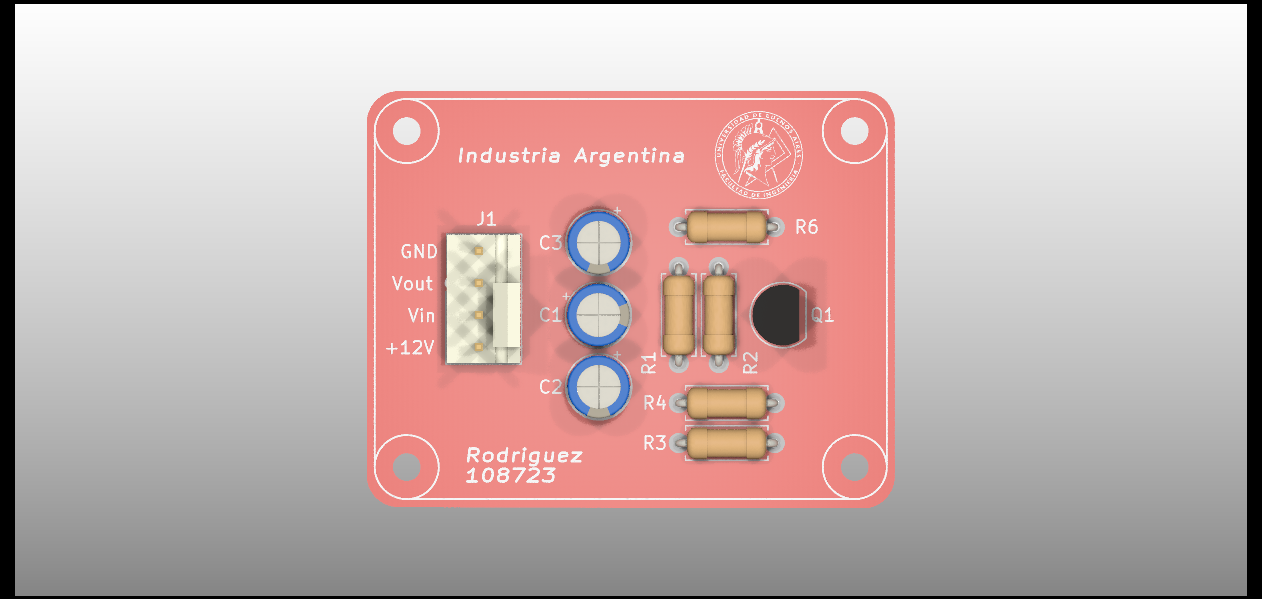 UNIVERSIDAD DE BUENOS AIRES
FACULTAD DE INGENIERIA
Industria Argentina
J1
GND
Vout
Vin
+12V
C3
+
C1
+
C2
+
R6
R1
R2
Q1
R4
R3
Rodriguez
108723